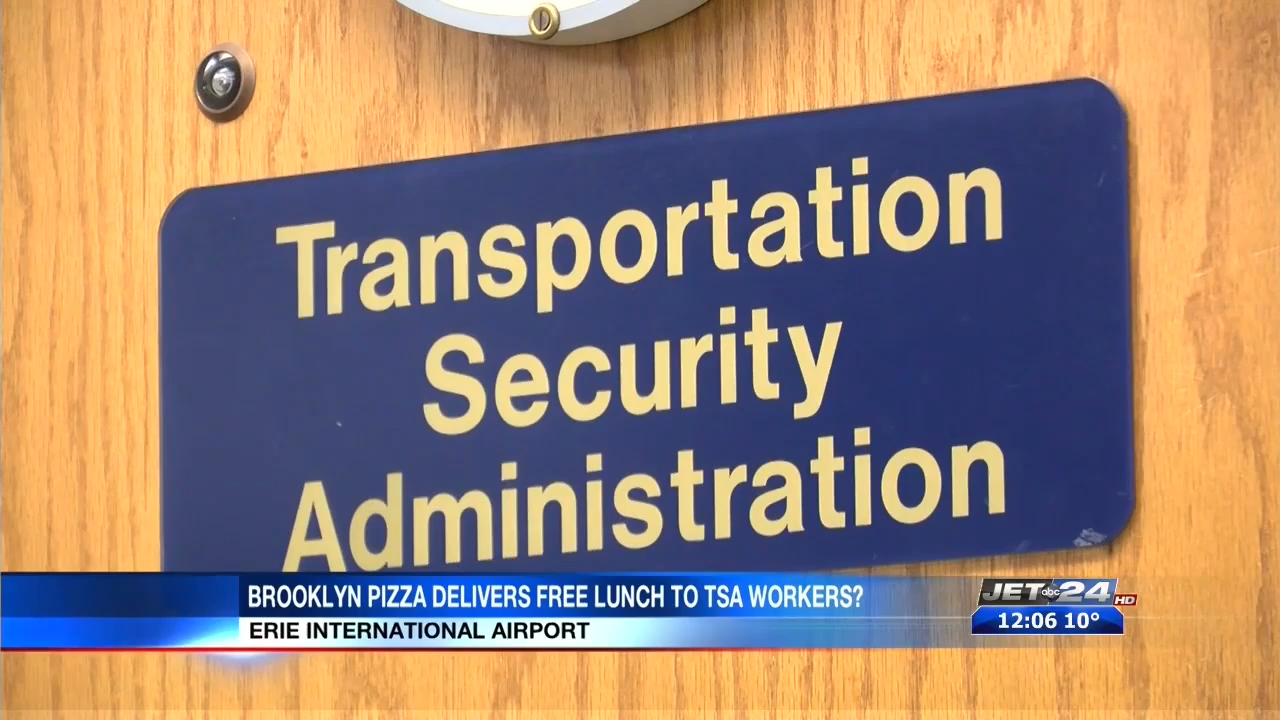 Transportation
Security
Administration
BROOKLYN PIZZA DELIVERS FREE LUNCH TO TSA WORKERS?
ERIE INTERNATIONAL AIRPORT
JET abc 24 HD
12:06 10°